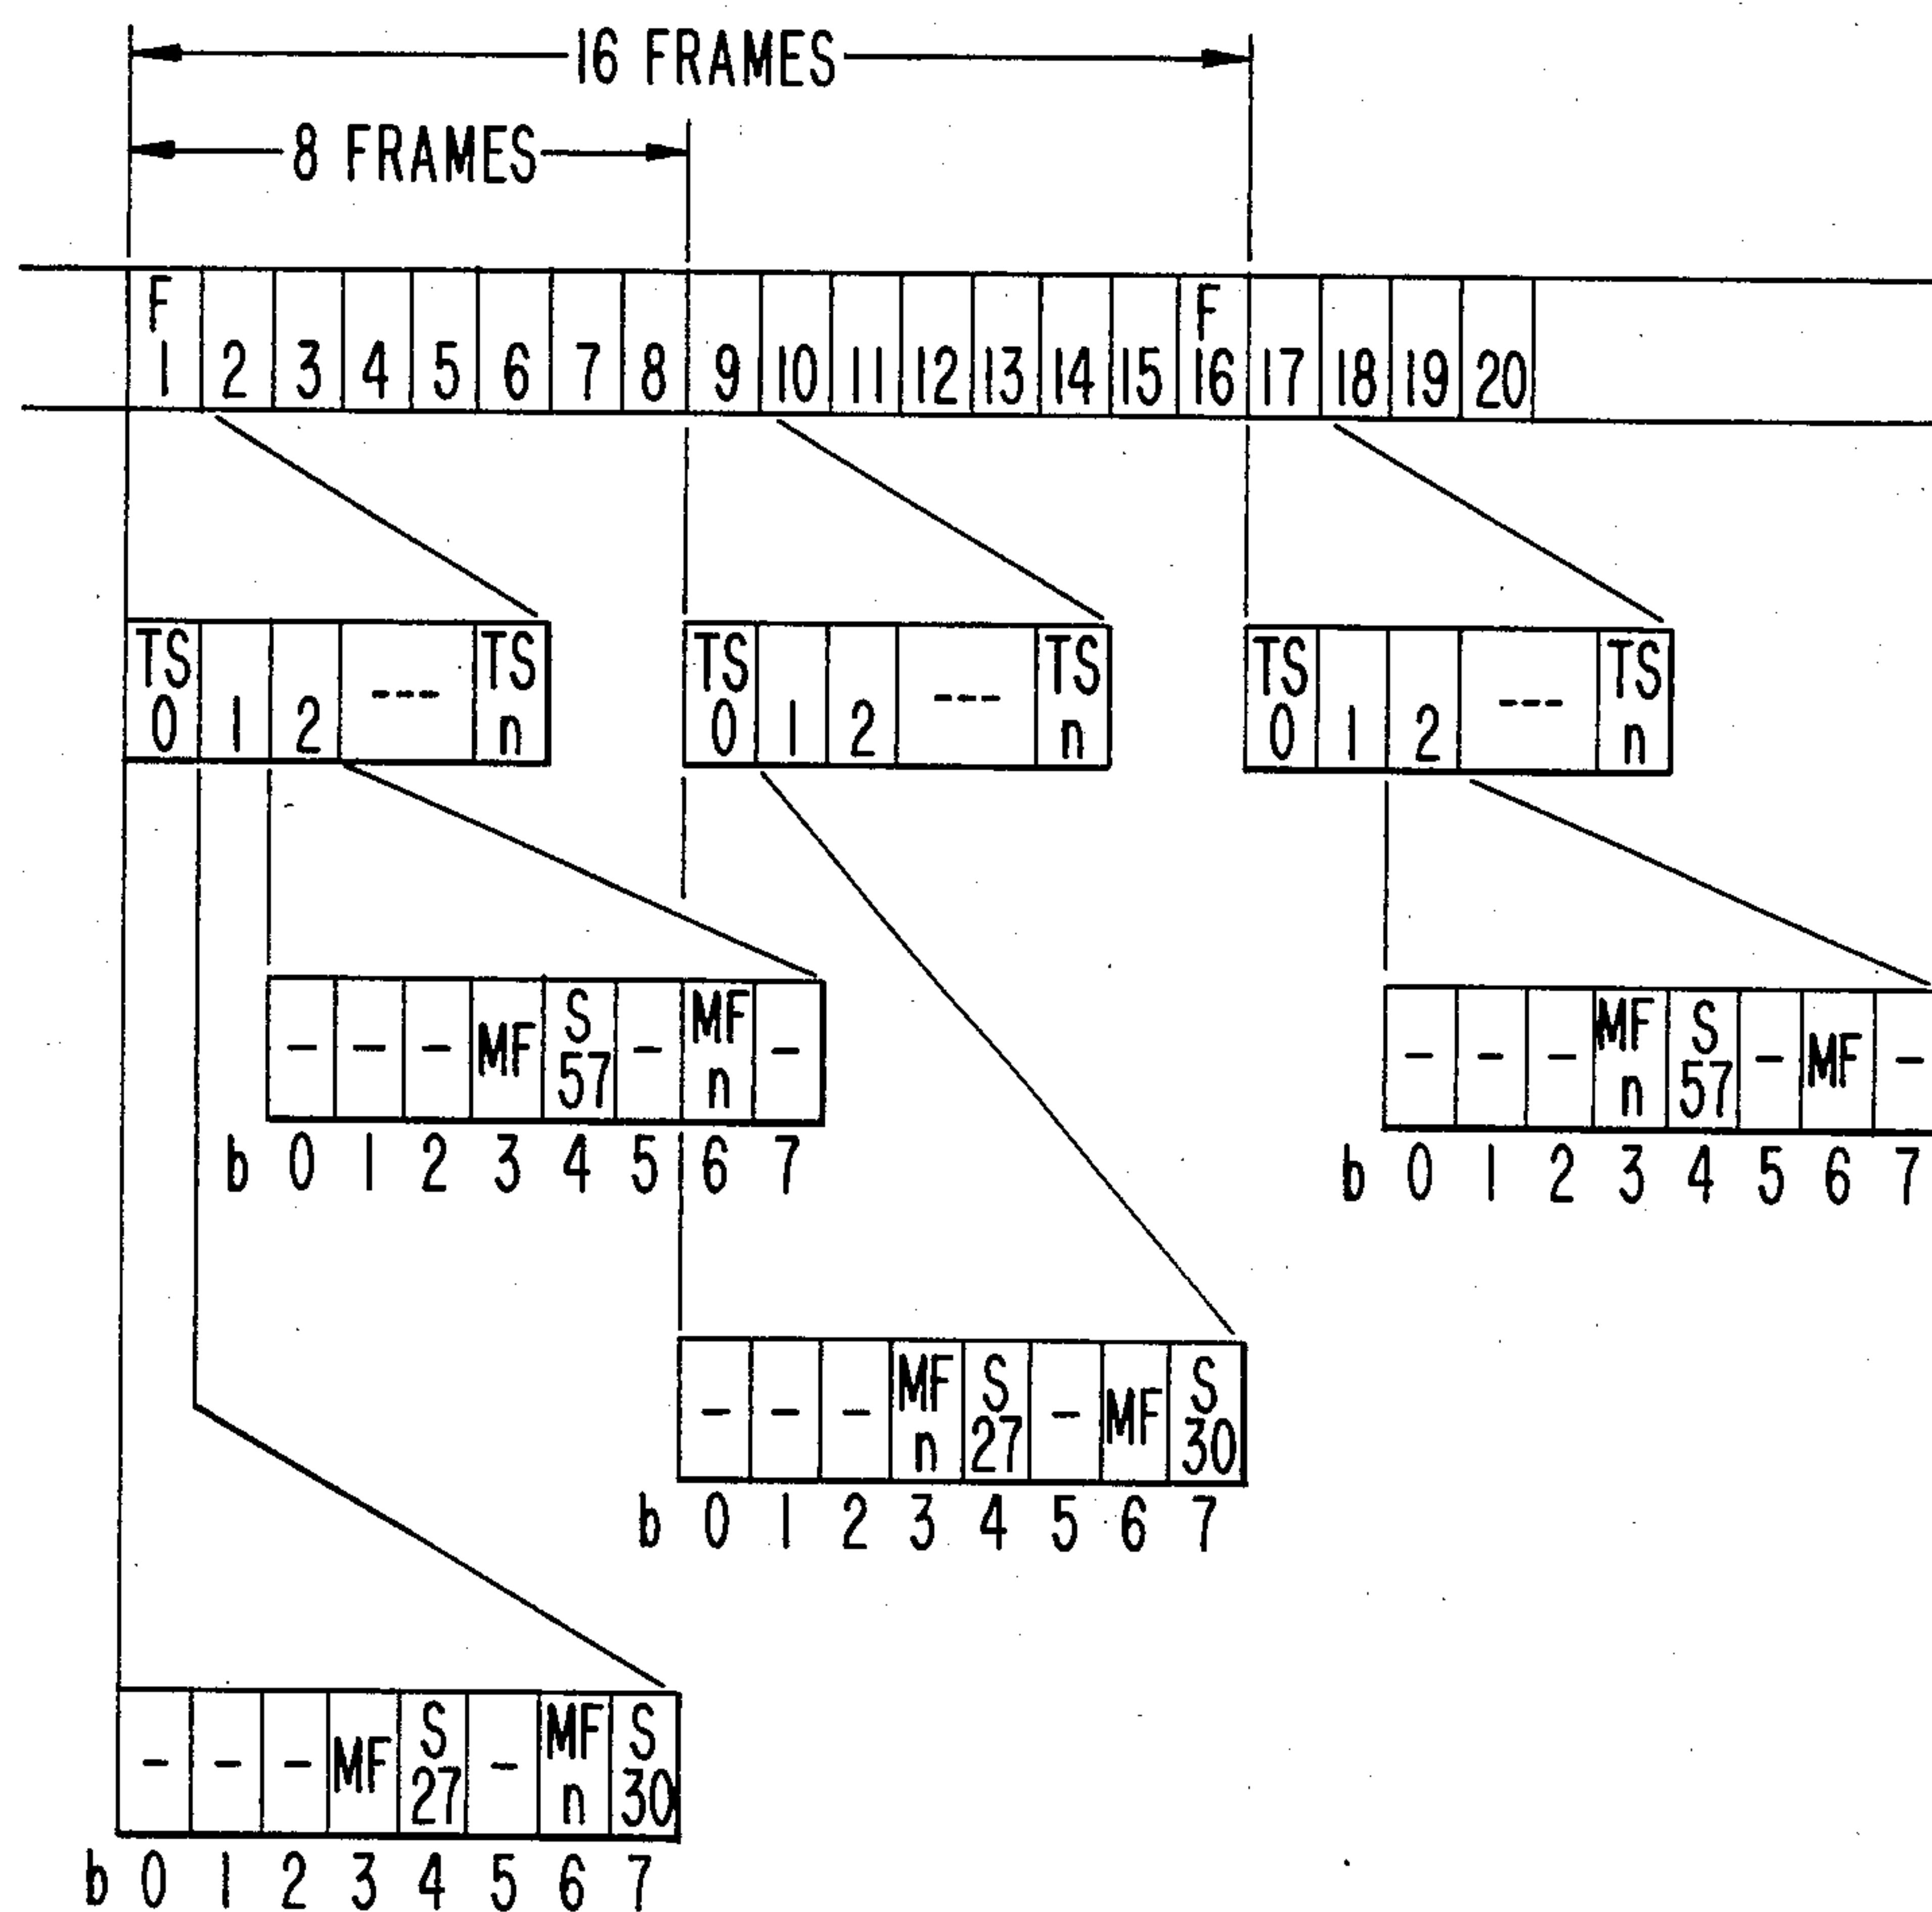 16 FRAMES
8 FRAMES
F F
1 2 3 4 5 6 7 8 9 10 11 12 13 14 15 16 17 18 19 20
TS TS TS TS TS TS
0 1 2 --- n 0 1 2 --- n 0 1 2 --- n
- - - MF S 57 - MF n - - - - MF n S 57 - MF -
b 0 1 2 3 4 5 6 7 b 0 1 2 3 4 5 6 7
- - - MF n S 27 - MF S 30
b 0 1 2 3 4 5 6 7
- - - MF S 27 - MF n S 30
b 0 1 2 3 4 5 6 7